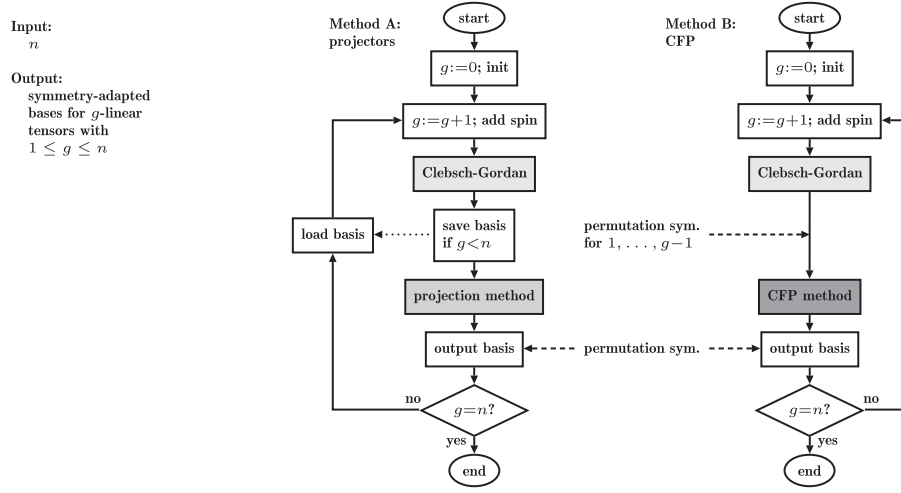 Input:
n
Output:
symmetry-adapted
bases for g-linear
tensors with
1 ≤ g ≤ n
Method A:
projectors
start
g:=0; init
g:=g+1; add spin
Clebsch-Gordan
save basis
if g<n
load basis
projection method
output basis
g=n?
no
yes
end
permutation sym.
for 1, . . . , g−1
permutation sym.
Method B:
CFP
start
g:=0; init
g:=g+1; add spin
Clebsch-Gordan
CFP method
output basis
g=n?
no
yes
end